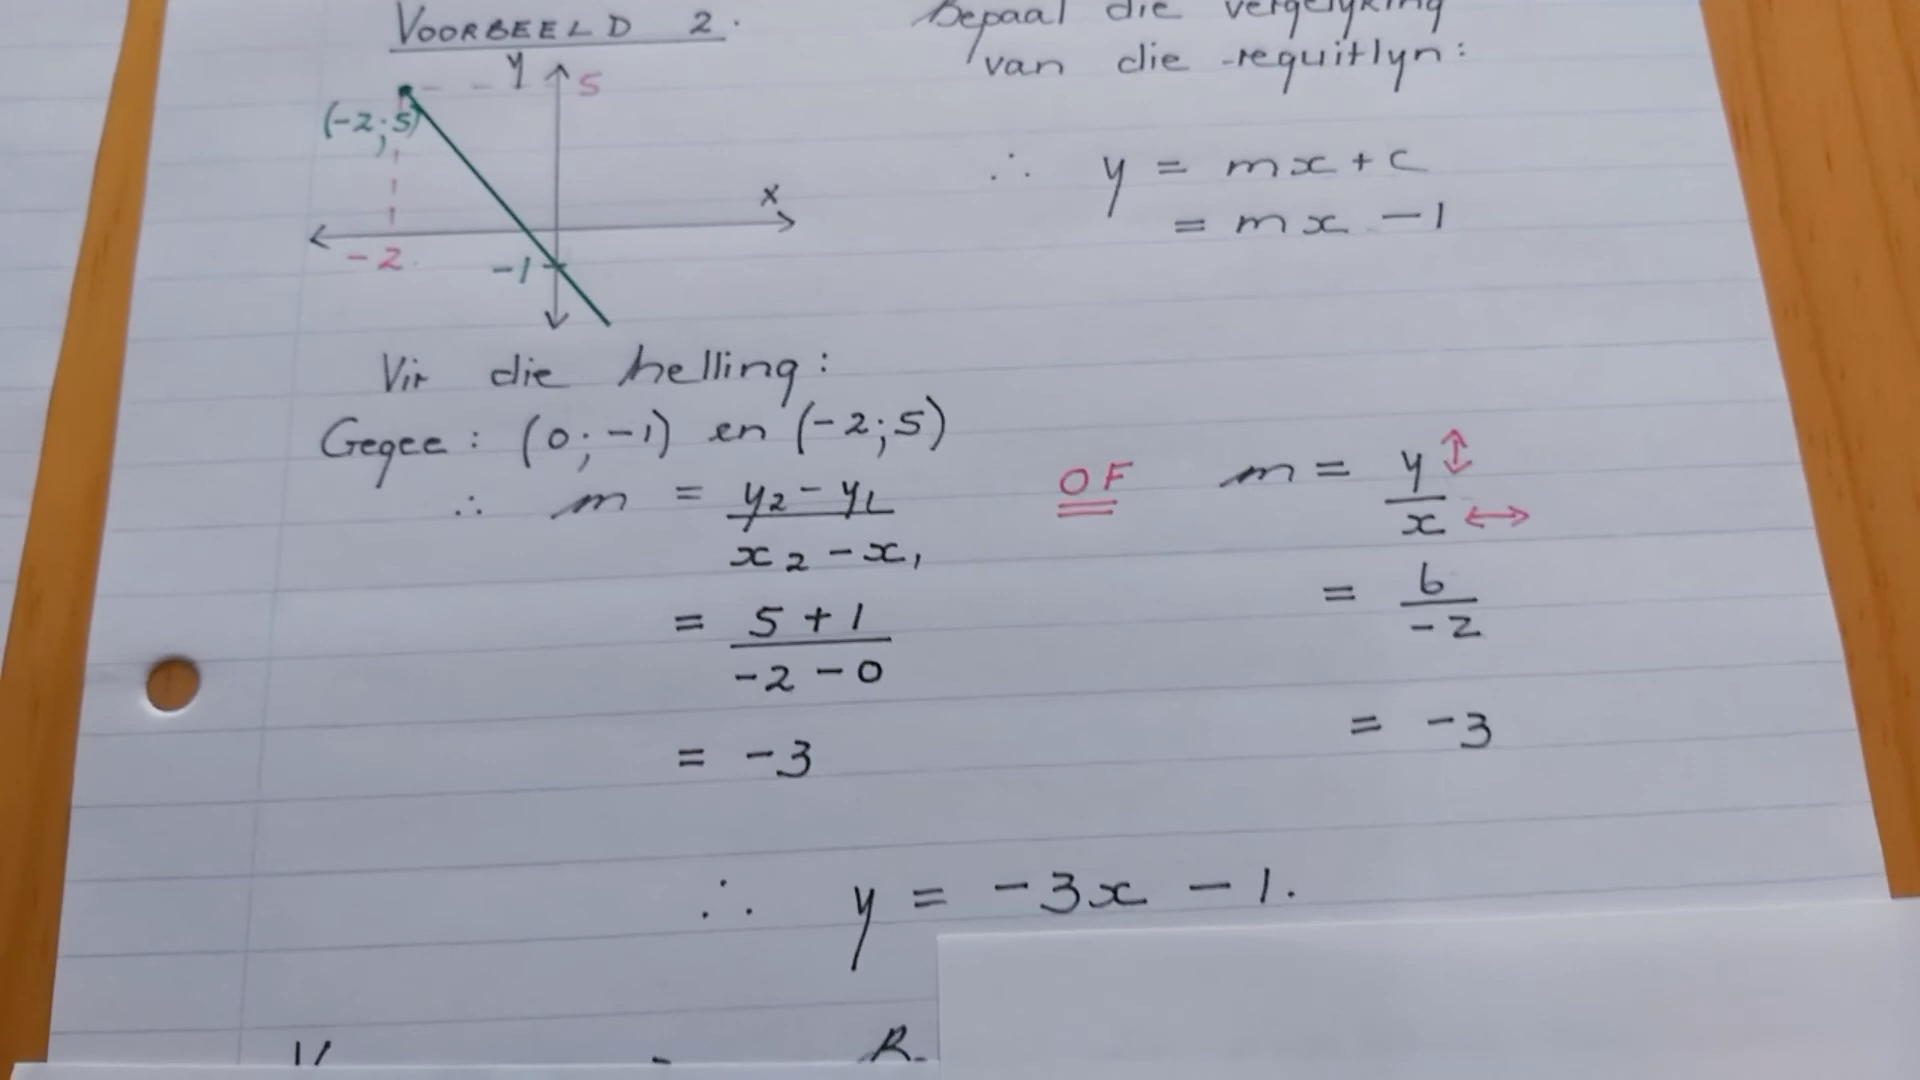 VOORBEELD 2.
Bepaal die vergelyking
van die requitlyn:
y
5
(-2;5)
x
-2
-1
∴ y = mx + c
= mx - 1
Vir die helling:
Gegee: (0;-1) en (-2;5)
∴ m = y2 - y1
x2 - x1
= 5 + 1
-2 - 0
= -3
OF
m = y ↕
x ↔
= 6
-2
= -3
∴ y = -3x - 1.